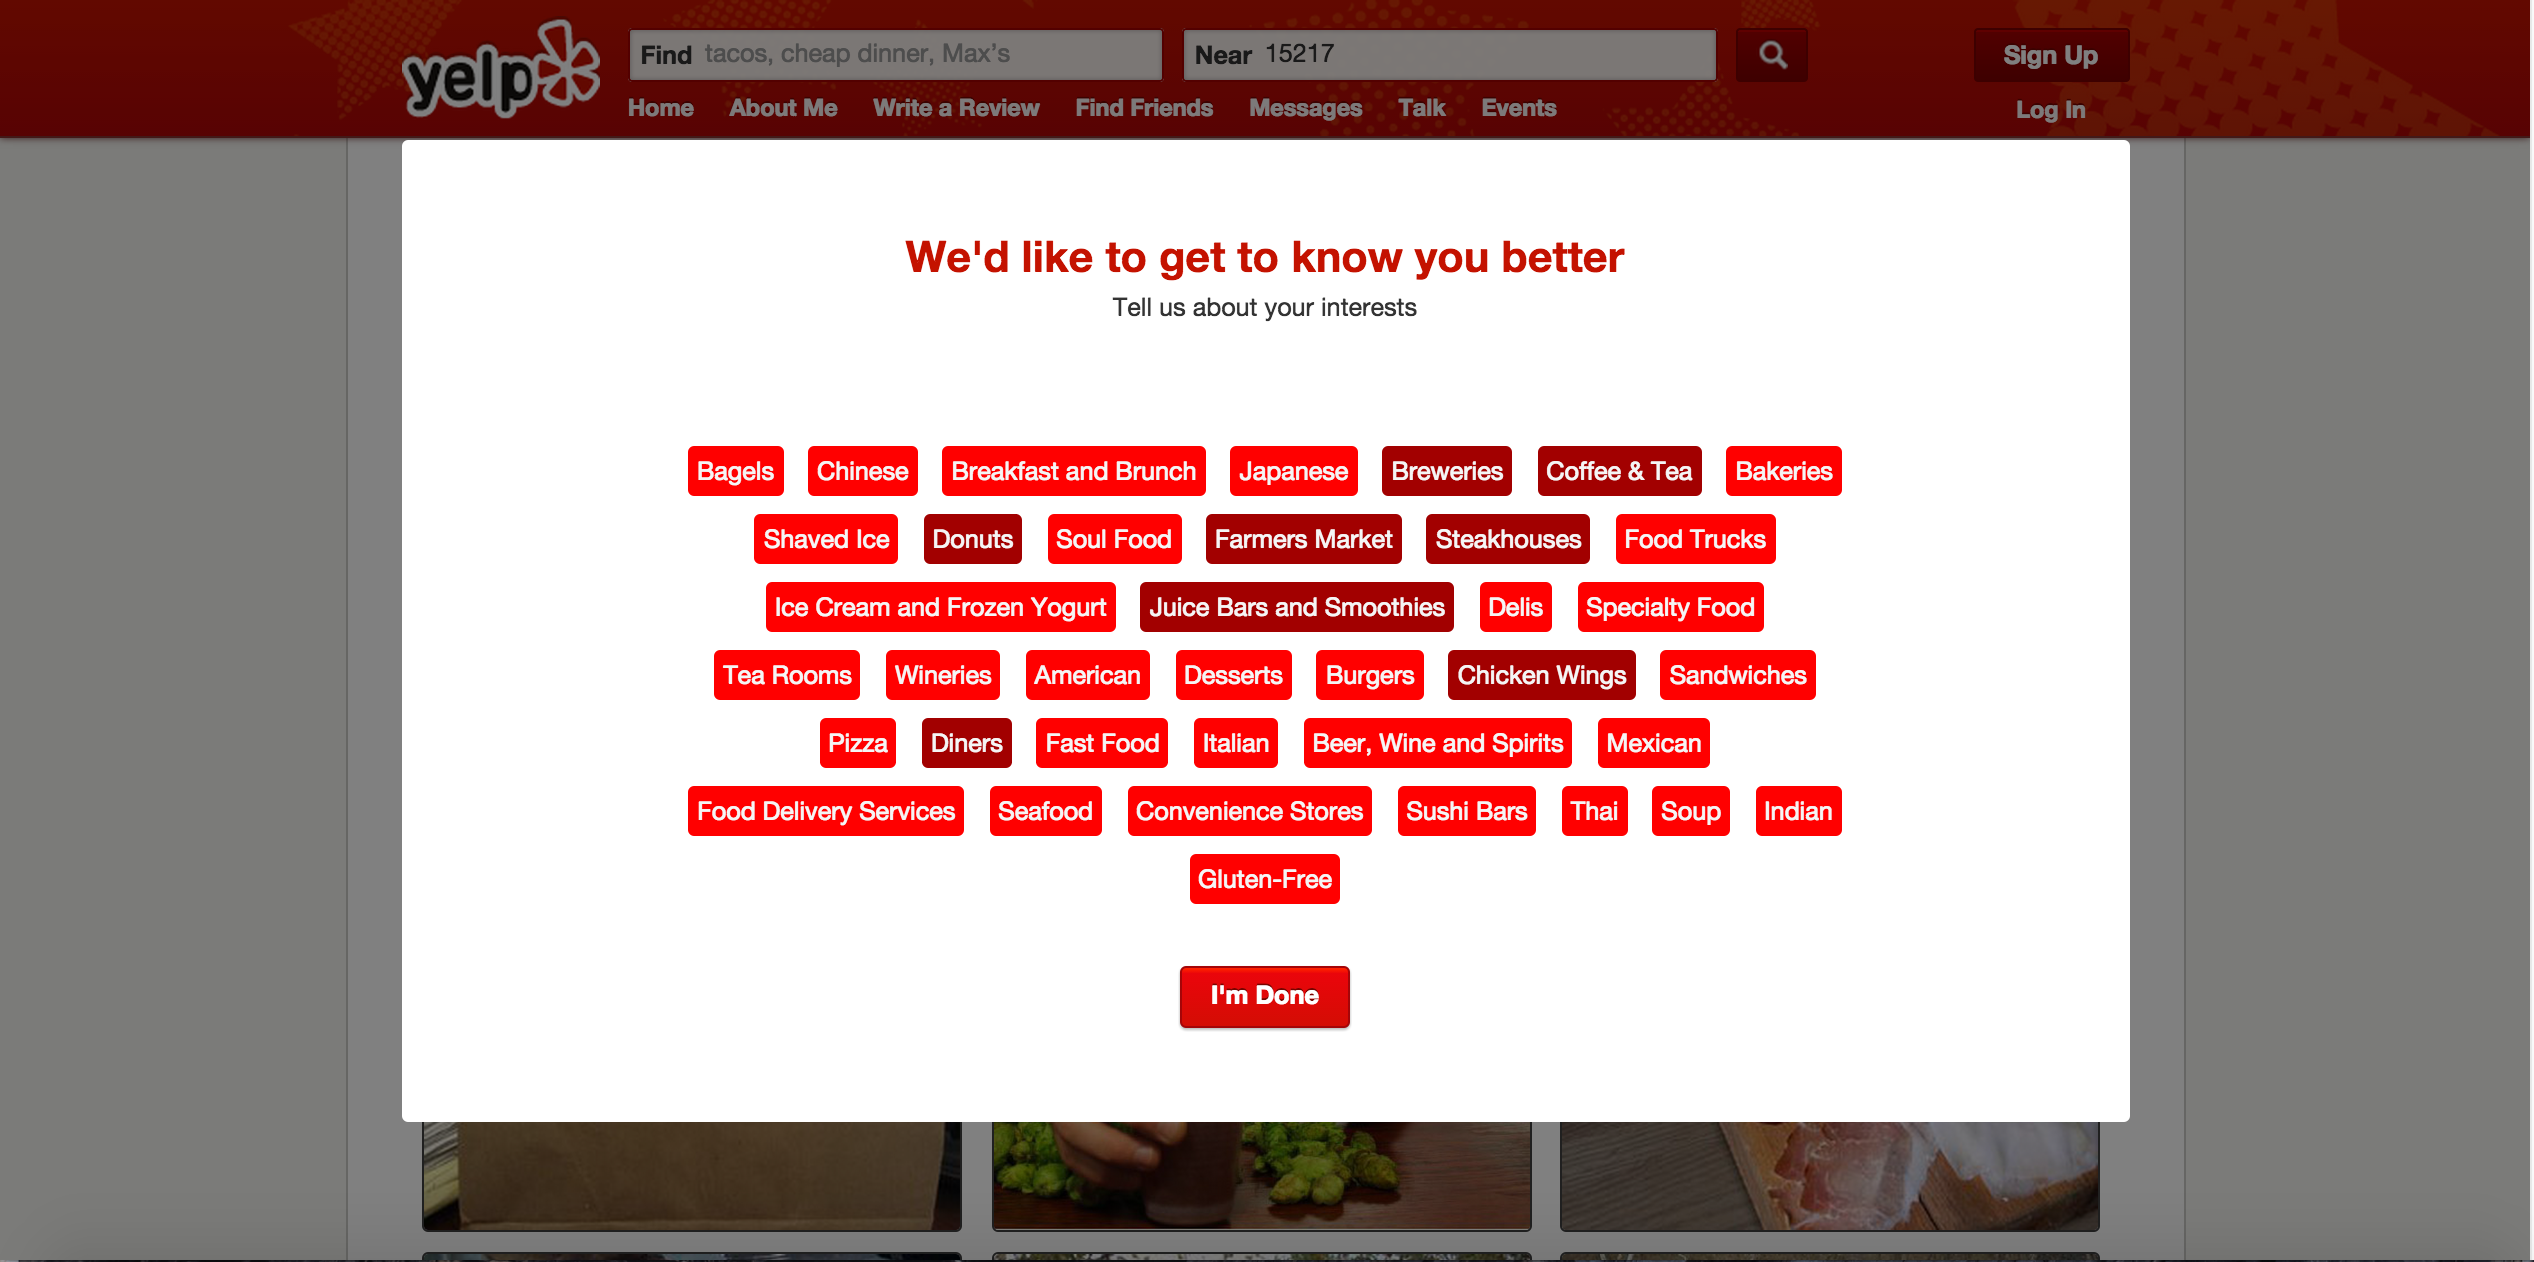 yelp
Find tacos, cheap dinner, Max's
Near 15217
Sign Up
Home About Me Write a Review Find Friends Messages Talk Events
Log In
We'd like to get to know you better
Tell us about your interests
Bagels Chinese Breakfast and Brunch Japanese Breweries Coffee & Tea Bakeries
Shaved Ice Donuts Soul Food Farmers Market Steakhouses Food Trucks
Ice Cream and Frozen Yogurt Juice Bars and Smoothies Delis Specialty Food
Tea Rooms Wineries American Desserts Burgers Chicken Wings Sandwiches
Pizza Diners Fast Food Italian Beer, Wine and Spirits Mexican
Food Delivery Services Seafood Convenience Stores Sushi Bars Thai Soup Indian
Gluten-Free
I'm Done